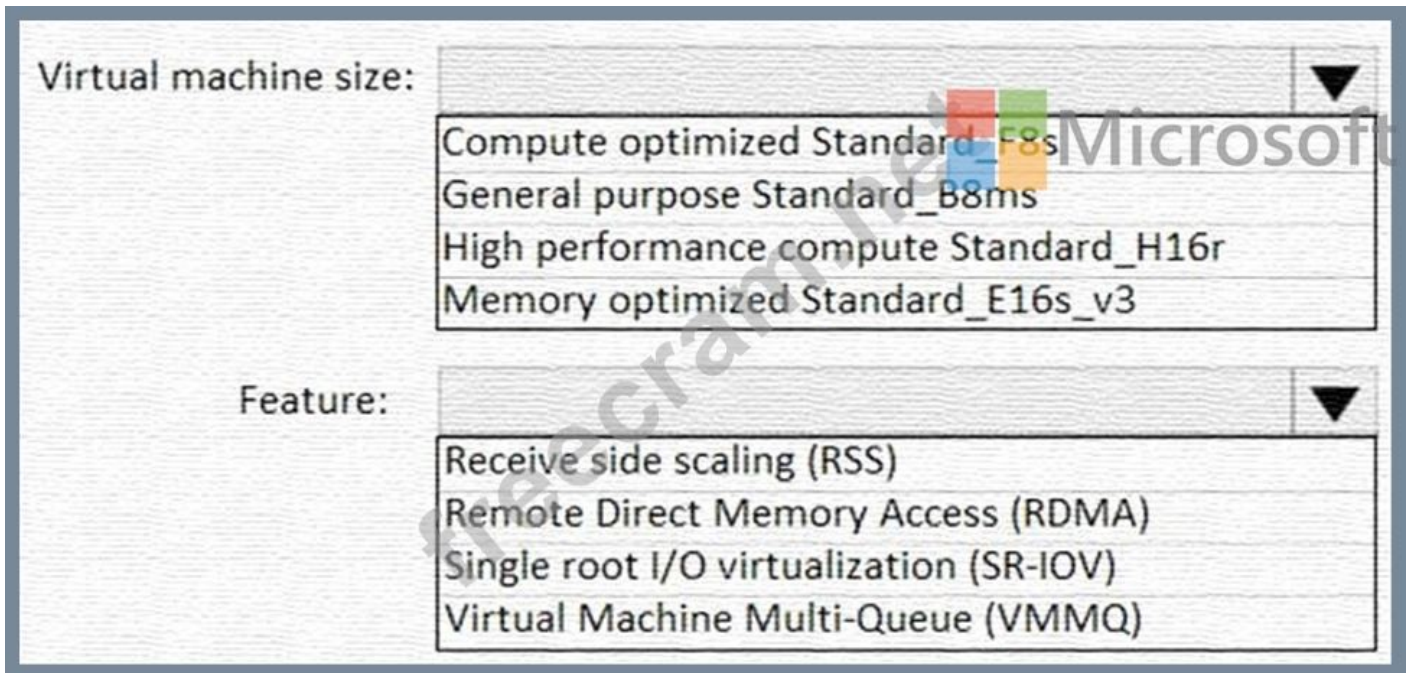 Virtual machine size:
Compute optimized Standard_F8s
Microsoft
General purpose Standard_B8ms
High performance compute Standard_H16r
Memory optimized Standard_E16s_v3
Feature:
Receive side scaling (RSS)
Remote Direct Memory Access (RDMA)
Single root I/O virtualization (SR-IOV)
Virtual Machine Multi-Queue (VMMQ)
freecram.net